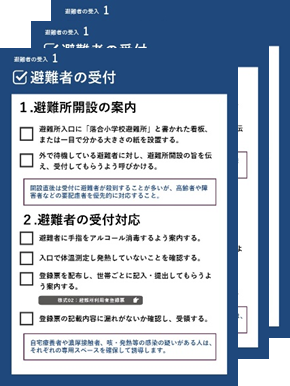 避難者の受入 1
避難者の受入 1
避難者の受付
避難者の受入 1
避難者の受付
1.避難所開設の案内
避難所入口に「落合小学校避難所」と書かれた看板、
または一目で分かる大きさの紙を設置する。
外で待機している避難者に対し、避難所開設の旨を伝
え、受付してもらうよう呼びかける。
開設直後は受付に避難者が殺到することが多いが、高齢者や障
害者などの要配慮者を優先的に対応すること。
2.避難者の受付対応
避難者に手指をアルコール消毒するよう案内する。
入口で体温測定し発熱していないことを確認する。
登録票を配布し、世帯ごとに記入・提出してもらうよ
う案内する。
様式02：避難所利用者登録票
登録票の記載内容に漏れがないか確認し、受領する。
自宅療養者や濃厚接触者、咳・発熱等の感染の疑いがある人は、
それぞれの専用スペースを確保して誘導します。